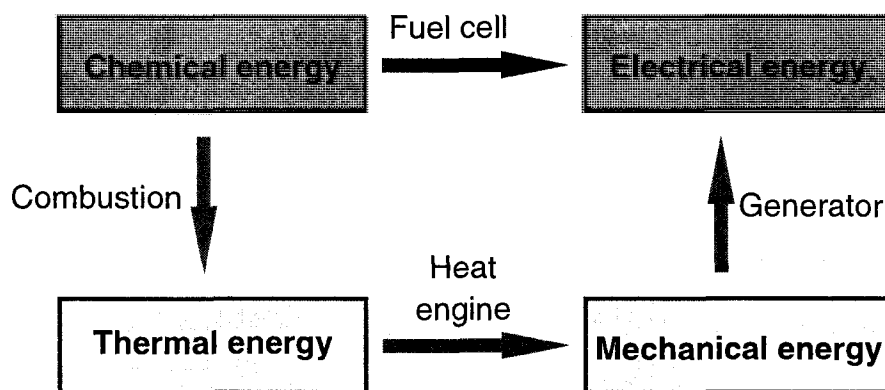 Fuel cell
Chemical energy
Electrical energy
Combustion
Generator
Heat
engine
Thermal energy
Mechanical energy